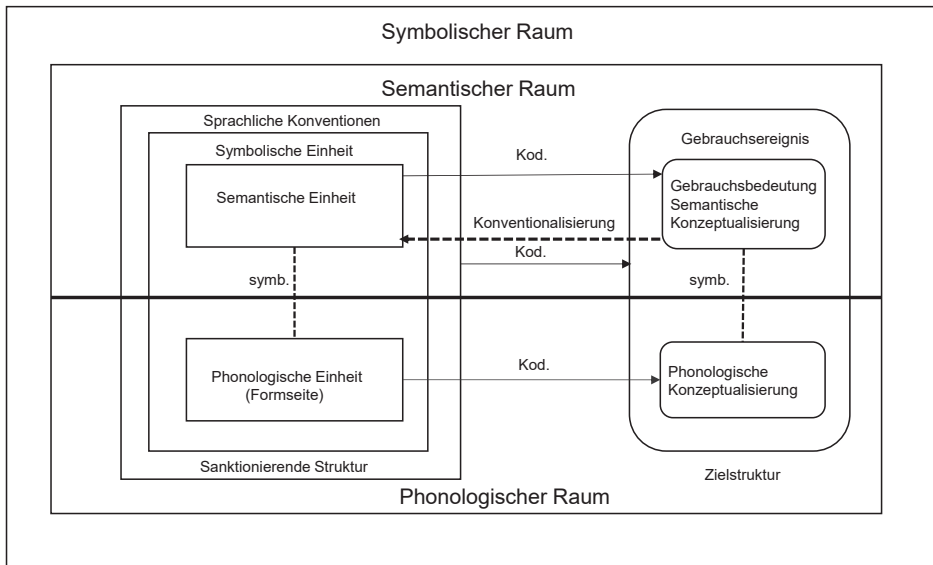 Symbolischer Raum
Semantischer Raum
Sprachliche Konventionen
Symbolische Einheit
Semantische Einheit
Kod.
Gebrauchsereignis
Gebrauchsbedeutung
Semantische
Konzeptualisierung
Konventionalisierung
Kod.
symb.
symb.
Phonologische Einheit
(Formseite)
Kod.
Phonologische
Konzeptualisierung
Sanktionierende Struktur
Zielstruktur
Phonologischer Raum